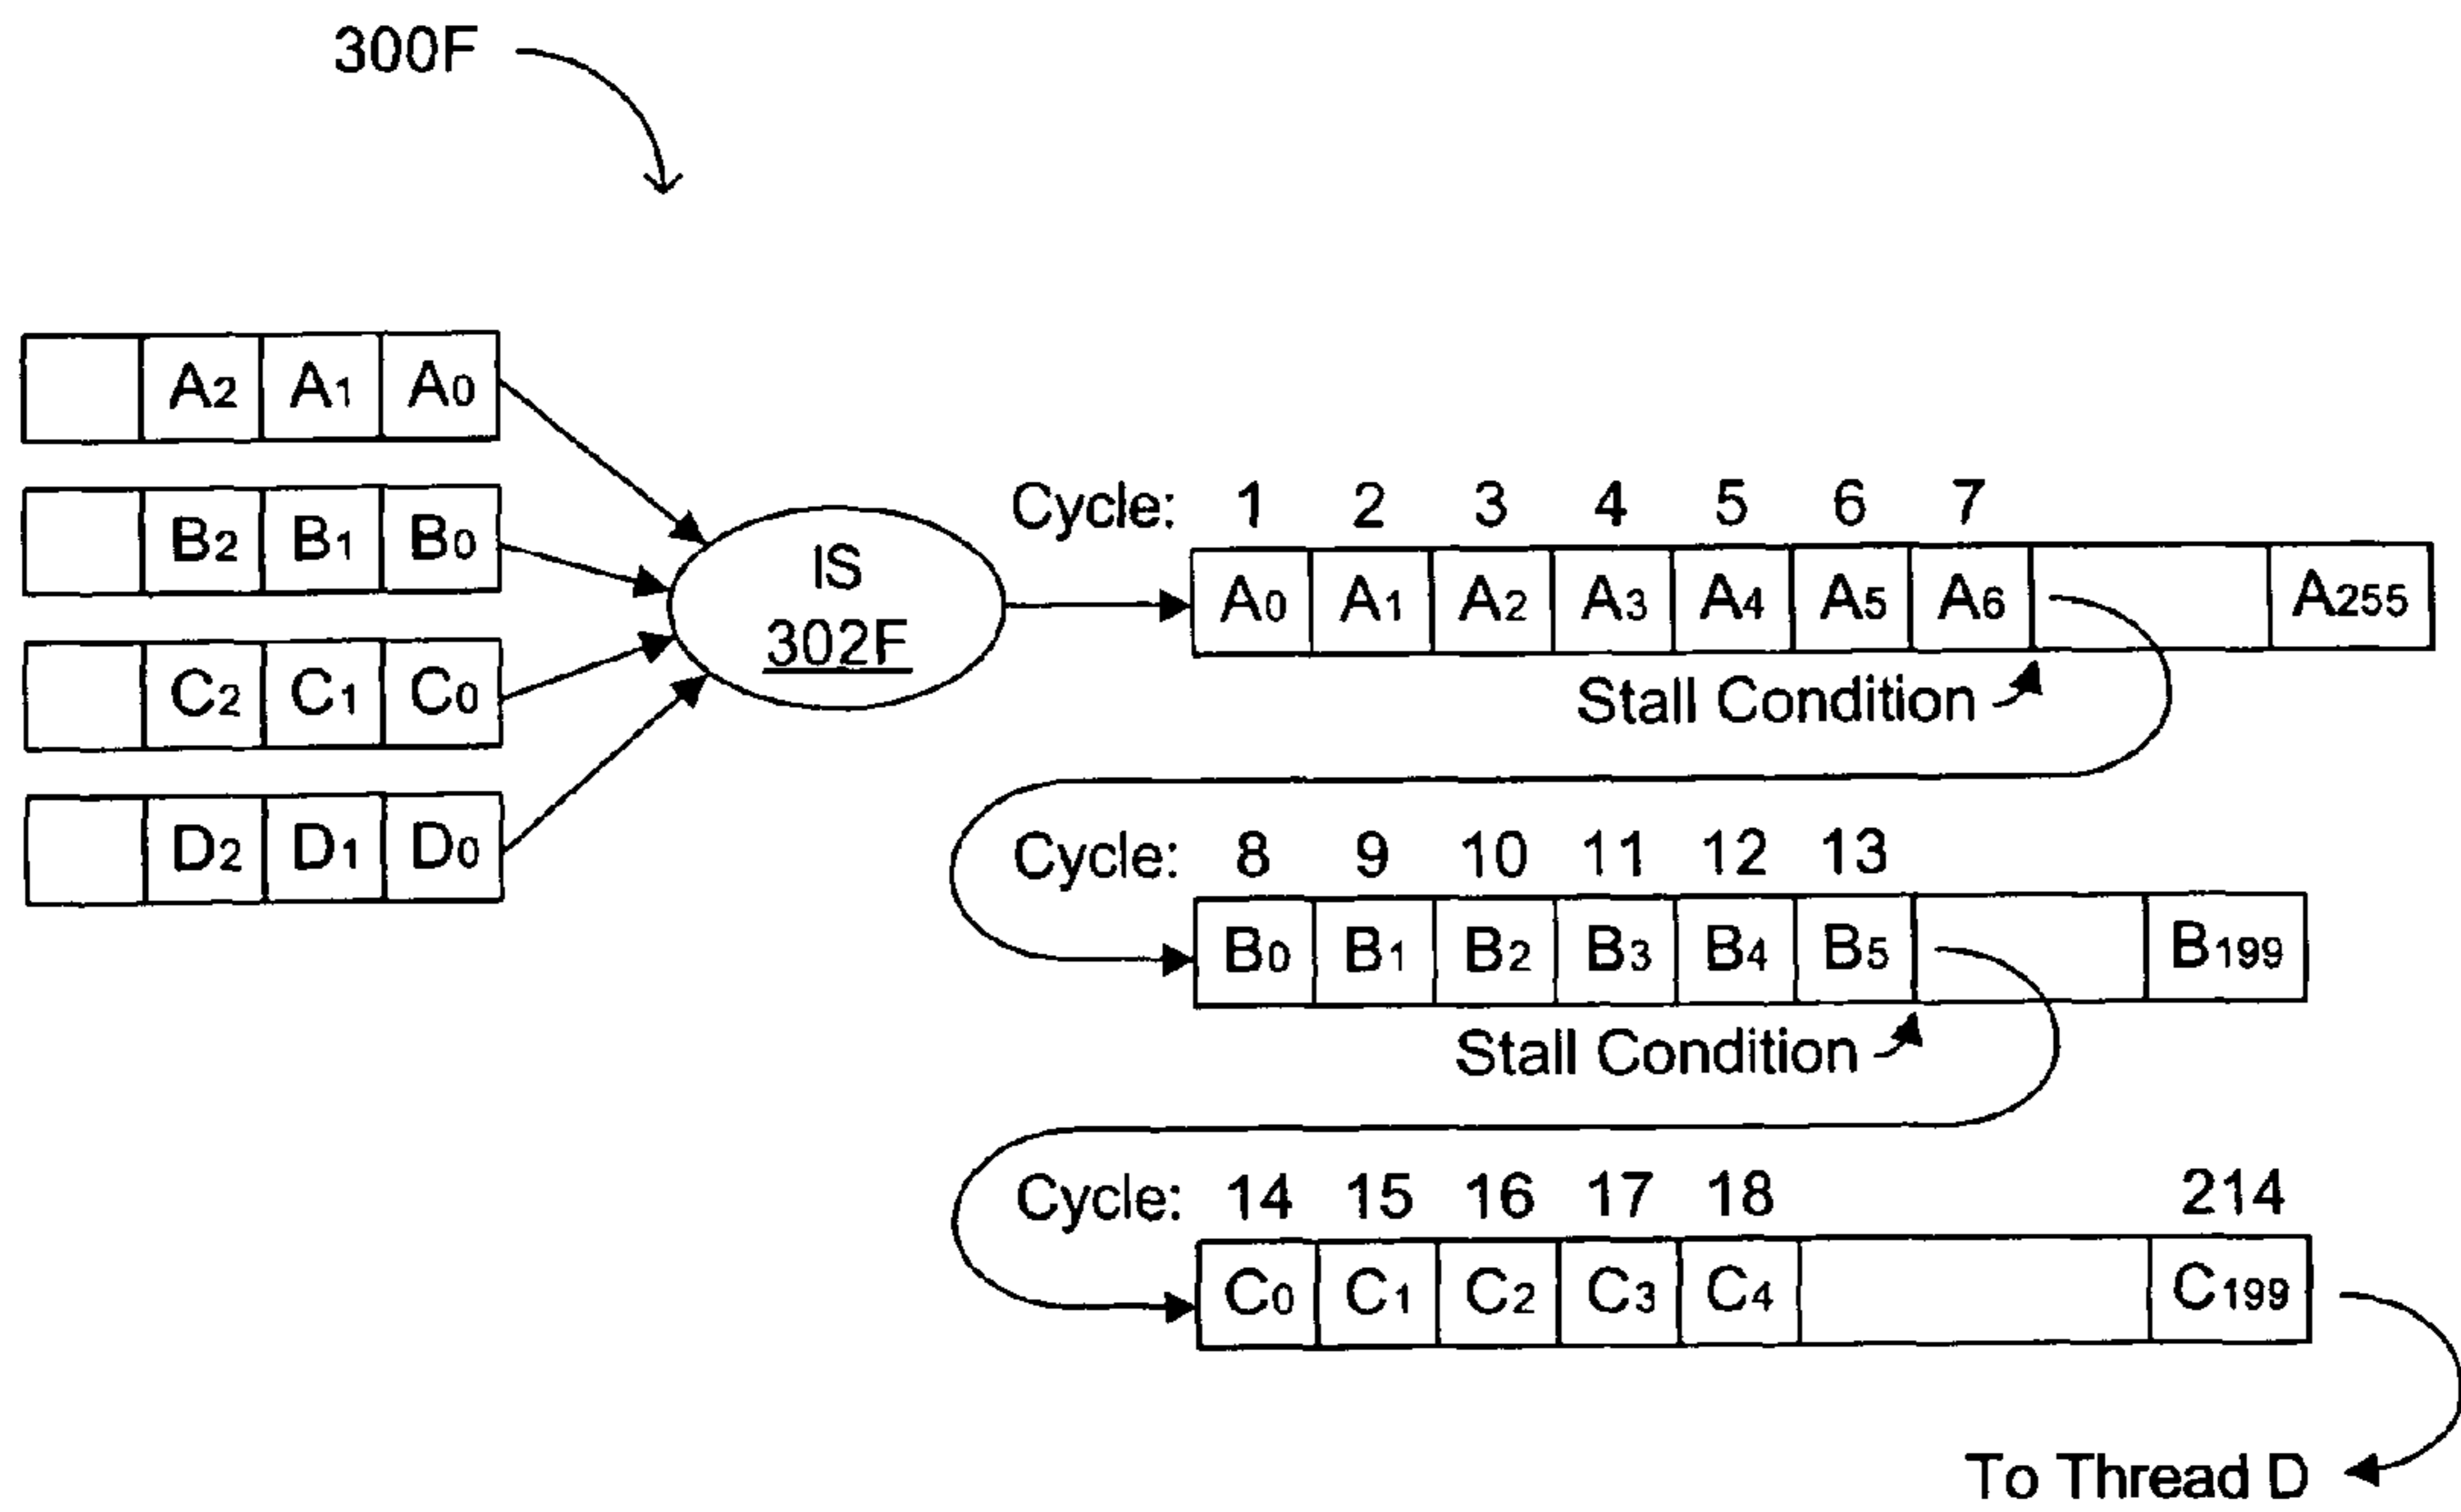 300F
A2 A1 A0
B2 B1 B0
C2 C1 C0
D2 D1 D0
IS
302F
Cycle: 1 2 3 4 5 6 7
A0 A1 A2 A3 A4 A5 A6 A255
Stall Condition
Cycle: 8 9 10 11 12 13
B0 B1 B2 B3 B4 B5 B199
Stall Condition
Cycle: 14 15 16 17 18 214
C0 C1 C2 C3 C4 C199
To Thread D